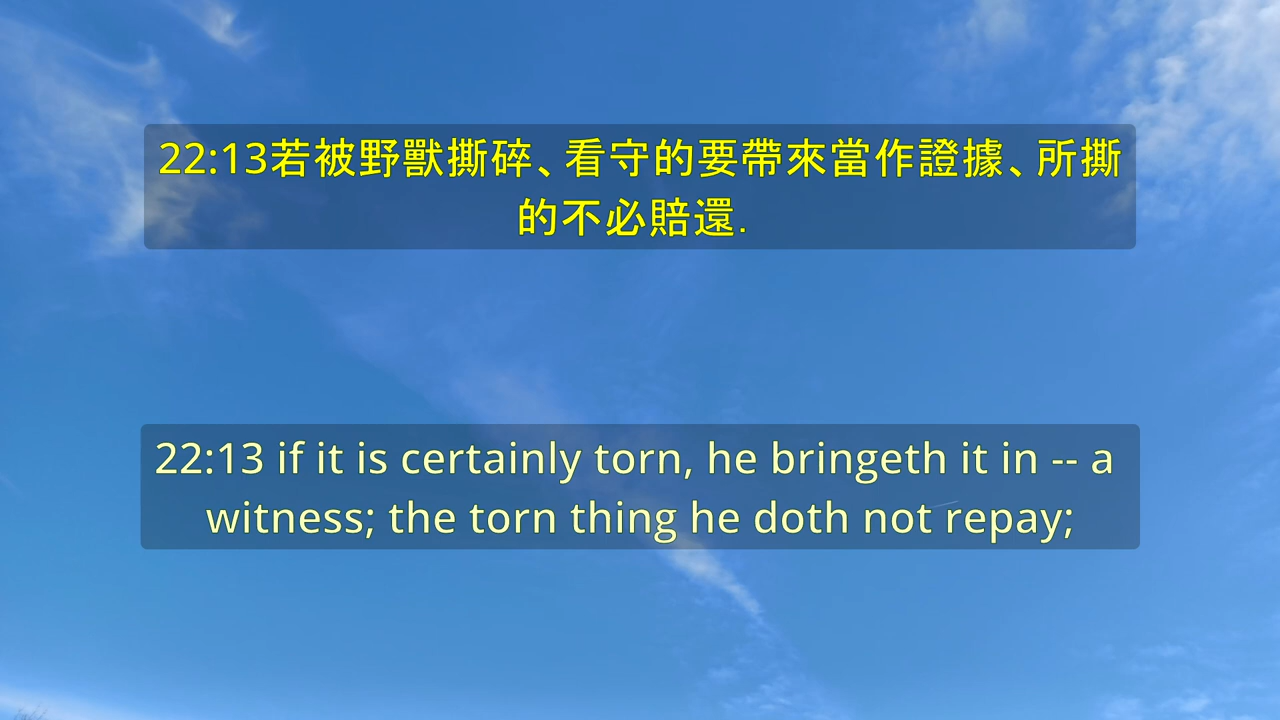 22:13若被野獸撕碎、看守的要帶來當作證據、所撕
的不必賠還.
22:13 if it is certainly torn, he bringeth it in -- a
witness; the torn thing he doth not repay;